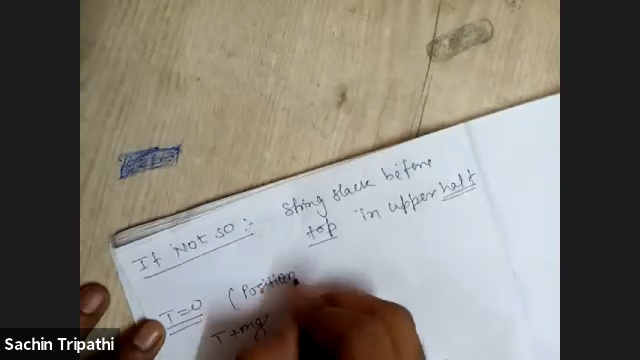 If Not so :- string slack before
top in upper half
T=0 (Position
T+mg
Sachin Tripathi